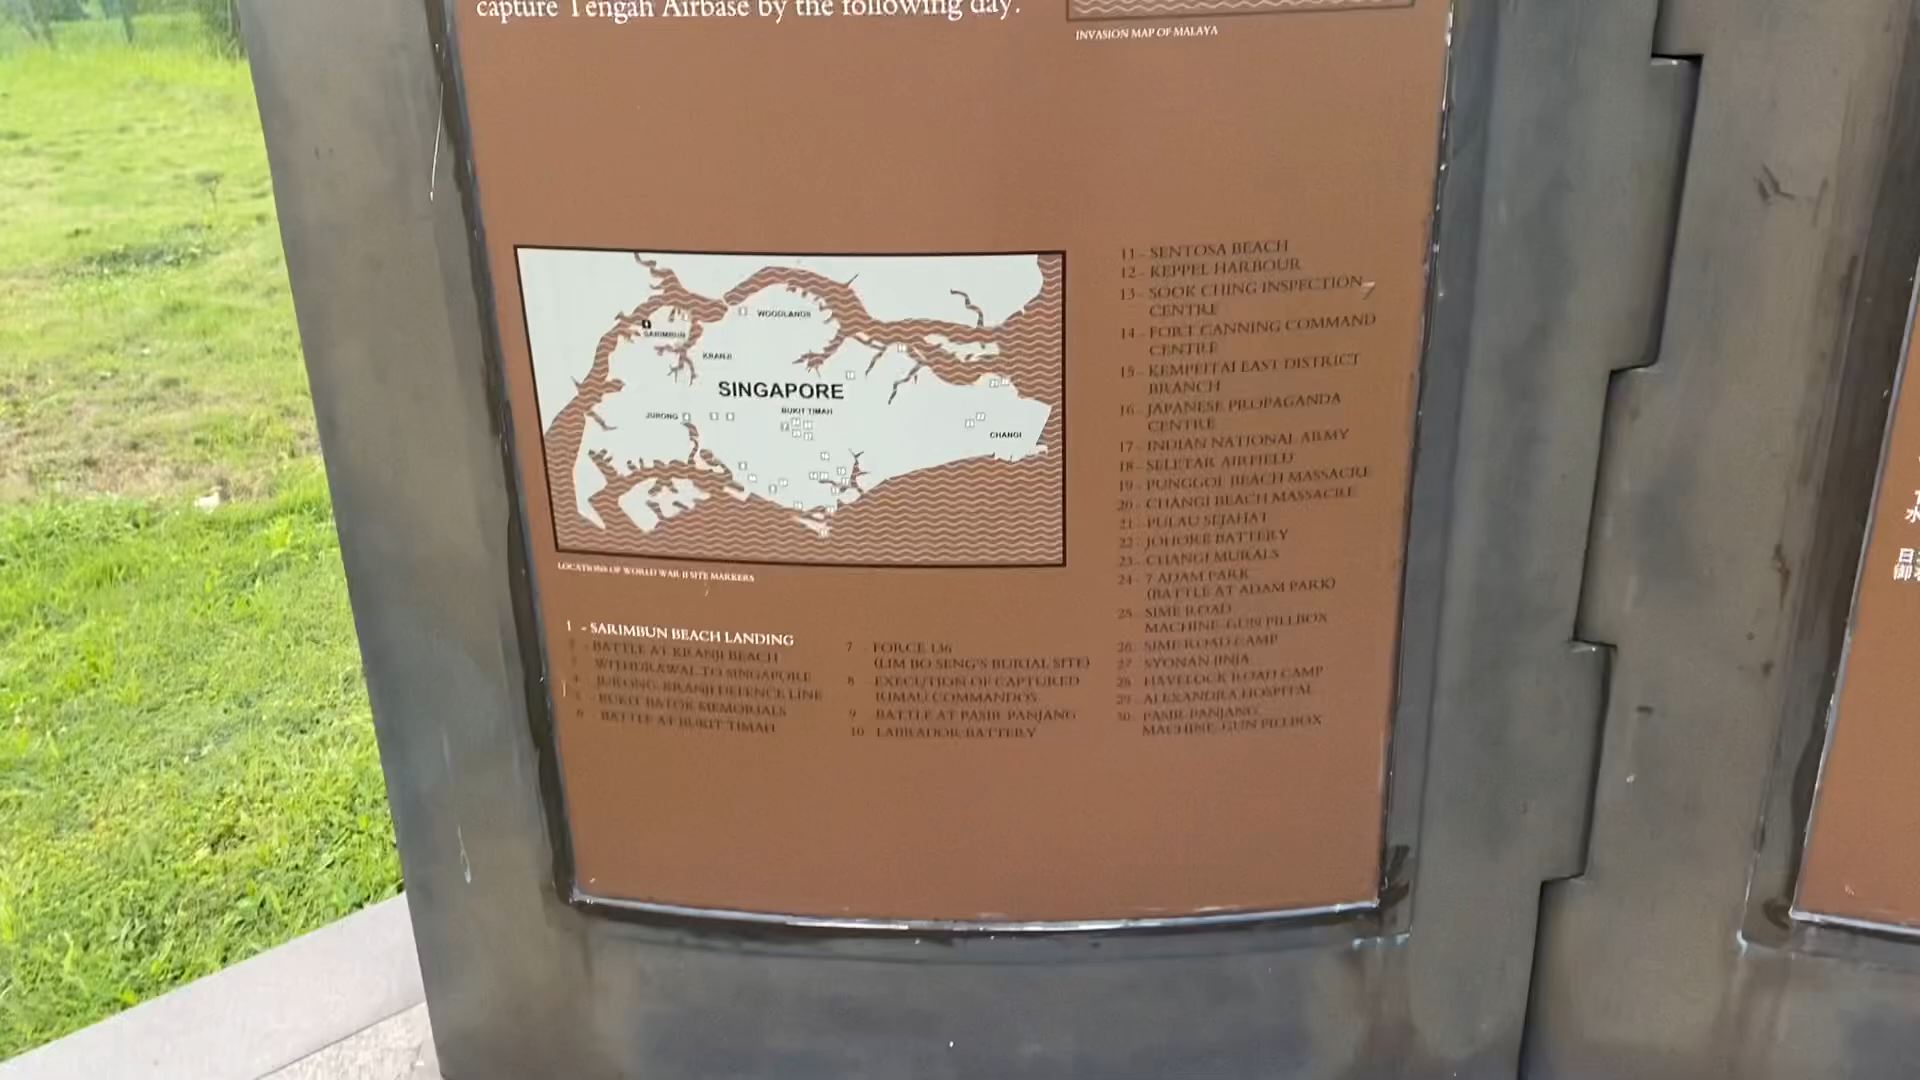 capture Tengah Airbase by the following day.
INVASION MAP OF MALAYA
SARIMBUN
WOODLANDS
KRANJI
SINGAPORE
BUKIT TIMAH
JURONG
CHANGI
LOCATIONS OF WORLD WAR II SITE MARKERS
1 - SARIMBUN BEACH LANDING
2 - BATTLE AT KRANJI BEACH
3 - WITHDRAWAL TO SINGAPORE
4 - JURONG-KRANJI DEFENCE LINE
5 - BUKIT BATOK MEMORIALS
6 - BATTLE AT BUKIT TIMAH
7 - FORCE 136
(LIM BO SENG'S BURIAL SITE)
8 - EXECUTION OF CAPTURED
RIMAU COMMANDOS
9 - BATTLE AT PASIR PANJANG
10 - LABRADOR BATTERY
11 - SENTOSA BEACH
12 - KEPPEL HARBOUR
13 - SOOK CHING INSPECTION
CENTRE
14 - FORT CANNING COMMAND
CENTRE
15 - KEMPEITAI EAST DISTRICT
BRANCH
16 - JAPANESE PROPAGANDA
CENTRE
17 - INDIAN NATIONAL ARMY
18 - SELETAR AIRFIELD
19 - PUNGGOL BEACH MASSACRE
20 - CHANGI BEACH MASSACRE
21 - PULAU SEJAHAT
22 - JOHORE BATTERY
23 - CHANGI MURALS
24 - 7 ADAM PARK
(BATTLE AT ADAM PARK)
25 - SIME ROAD
MACHINE-GUN PILLBOX
26 - SIME ROAD CAMP
27 - SYONAN JINJA
28 - HAVELOCK ROAD CAMP
29 - ALEXANDRA HOSPITAL
30 - PASIR PANJANG
MACHINE-GUN PILLBOX